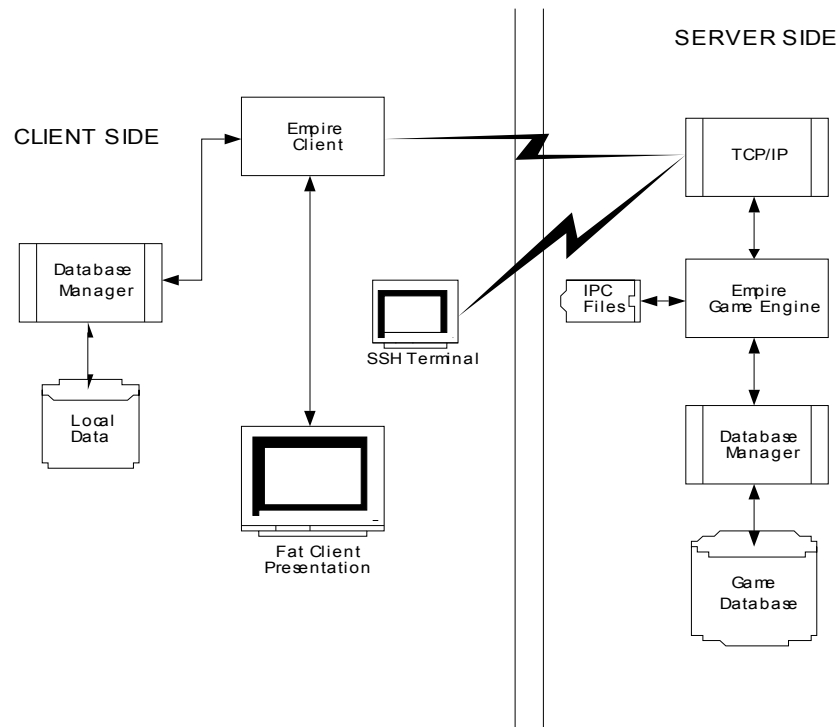 SERVER SIDE
CLIENT SIDE
Empire
Client
TCP/IP
Database
Manager
IPC
Files
Empire
Game Engine
SSH Terminal
Local
Data
Database
Manager
Fat Client
Presentation
Game
Database